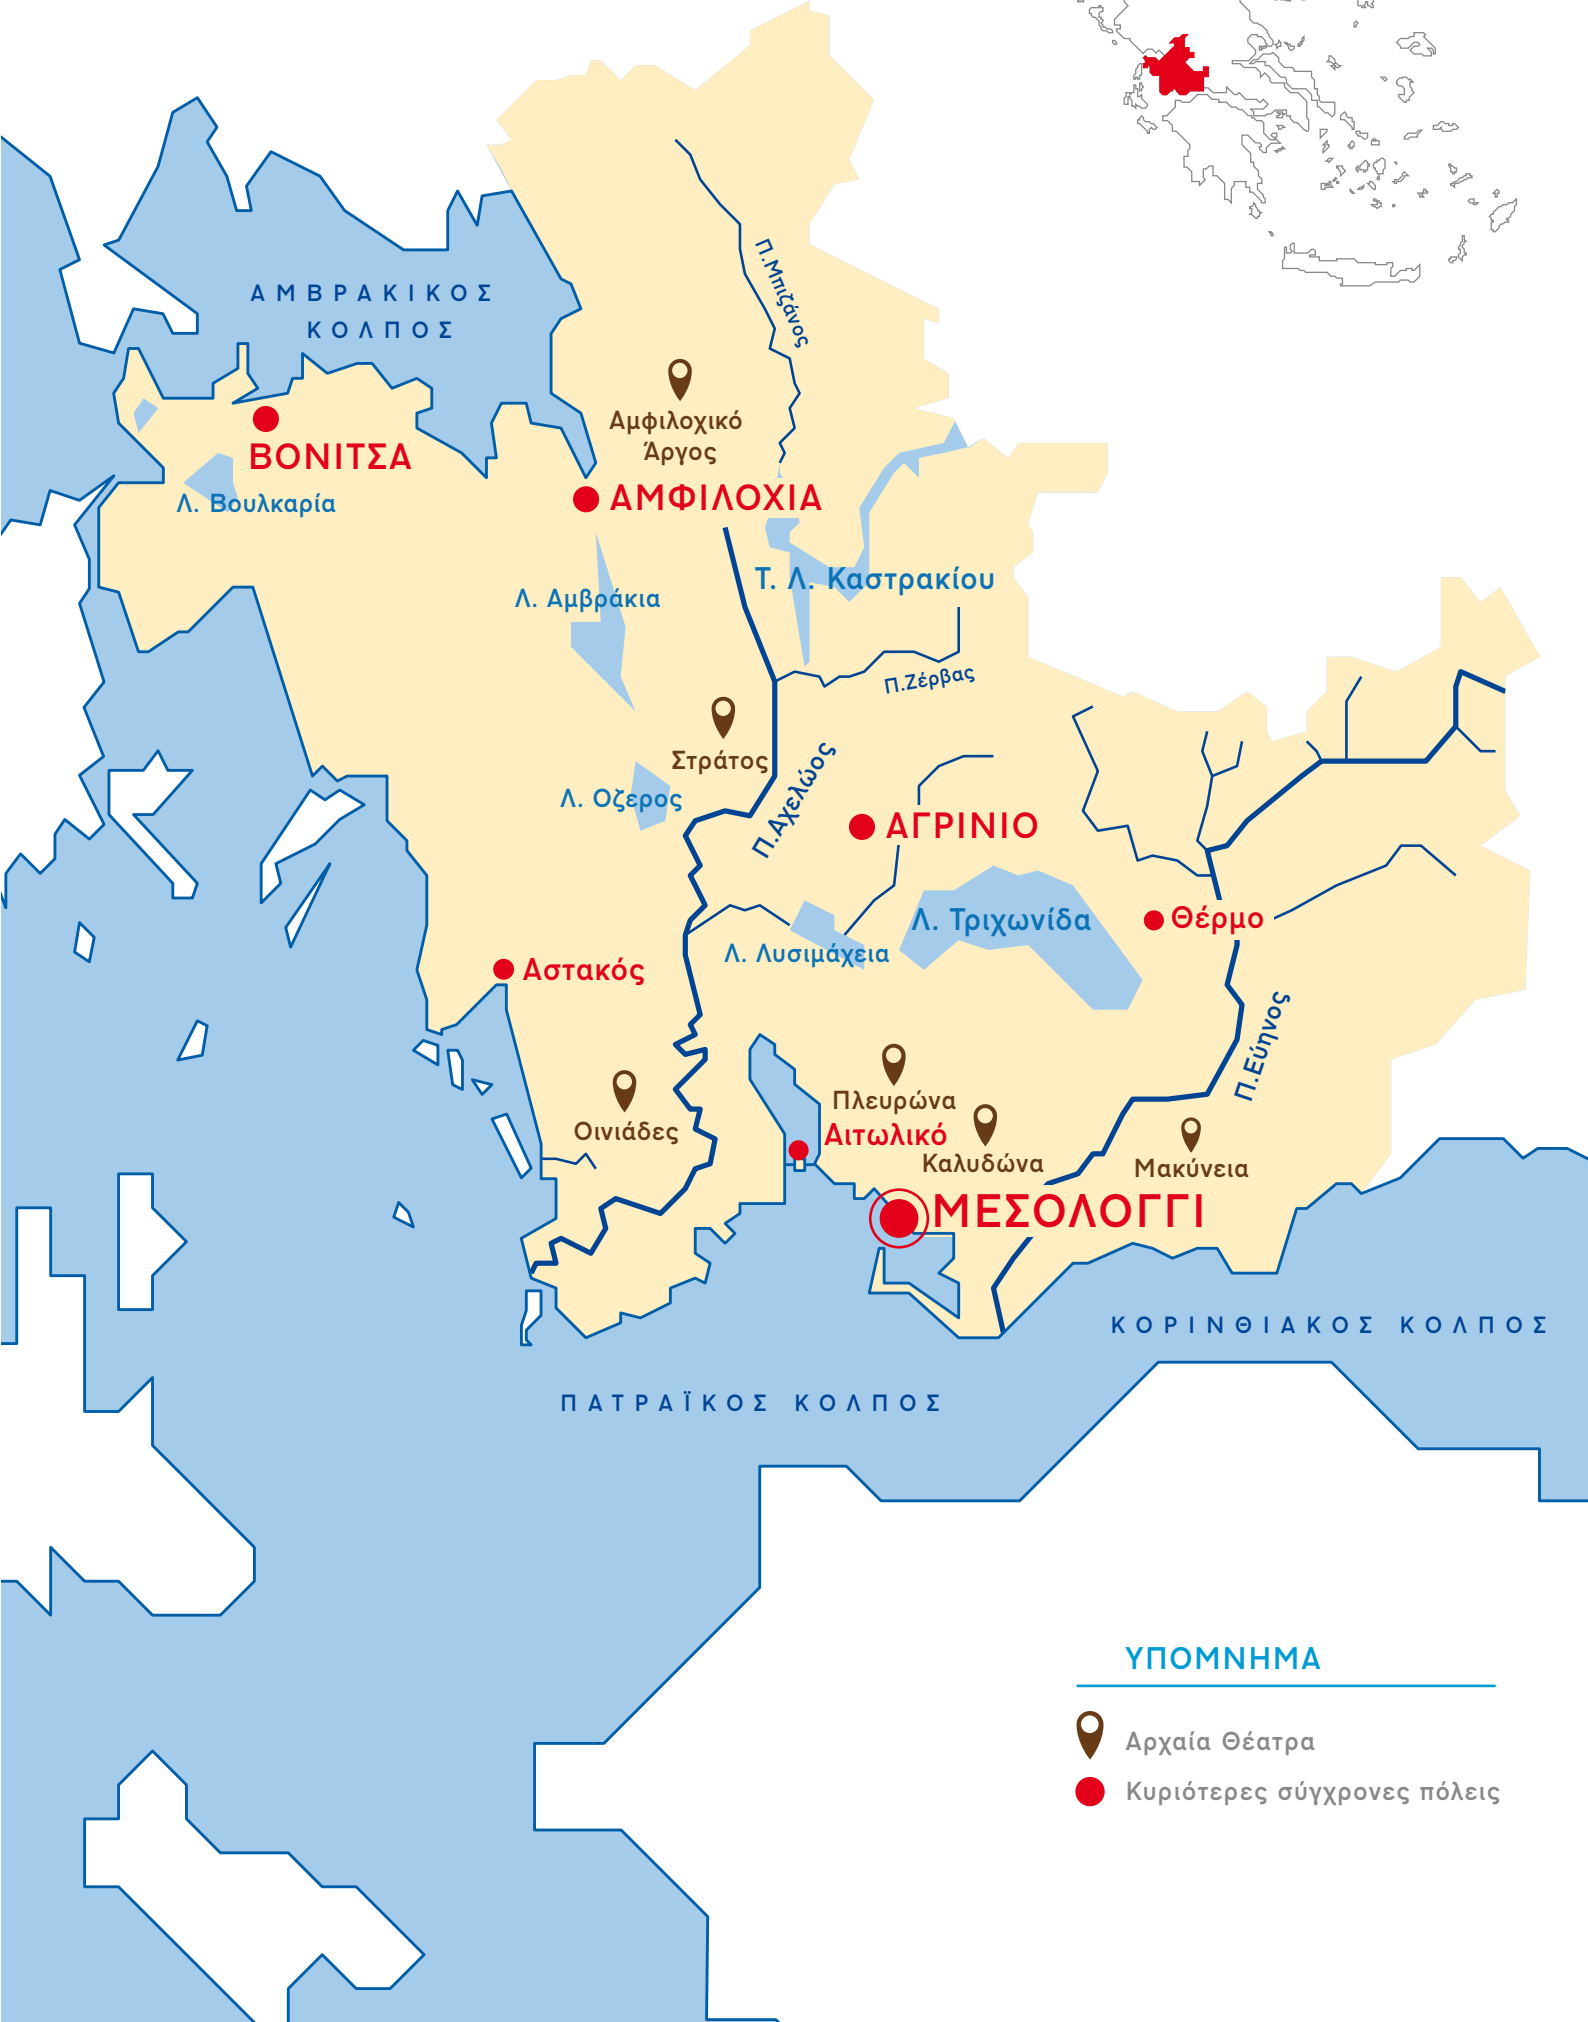 Π.Μπιζάνος
ΑΜΒΡΑΚΙΚΟΣ
ΚΟΛΠΟΣ
Αμφιλοχικό
Άργος
ΒΟΝΙΤΣΑ
Λ. Βουλκαρία
ΑΜΦΙΛΟΧΙΑ
Τ. Λ. Καστρακίου
Λ. Αμβράκια
Π.Ζέρβας
Στράτος
Λ. Οζερος
Π.Αχελώος
ΑΓΡΙΝΙΟ
Λ. Τριχωνίδα
Θέρμο
Λ. Λυσιμάχεια
Αστακός
Π.Εύηνος
Πλευρώνα
Οινιάδες
Αιτωλικό
Καλυδώνα
Μακύνεια
ΜΕΣΟΛΟΓΓΙ
ΚΟΡΙΝΘΙΑΚΟΣ ΚΟΛΠΟΣ
ΠΑΤΡΑΪΚΟΣ ΚΟΛΠΟΣ
ΥΠΟΜΝΗΜΑ
Αρχαία Θέατρα
Κυριότερες σύγχρονες πόλεις